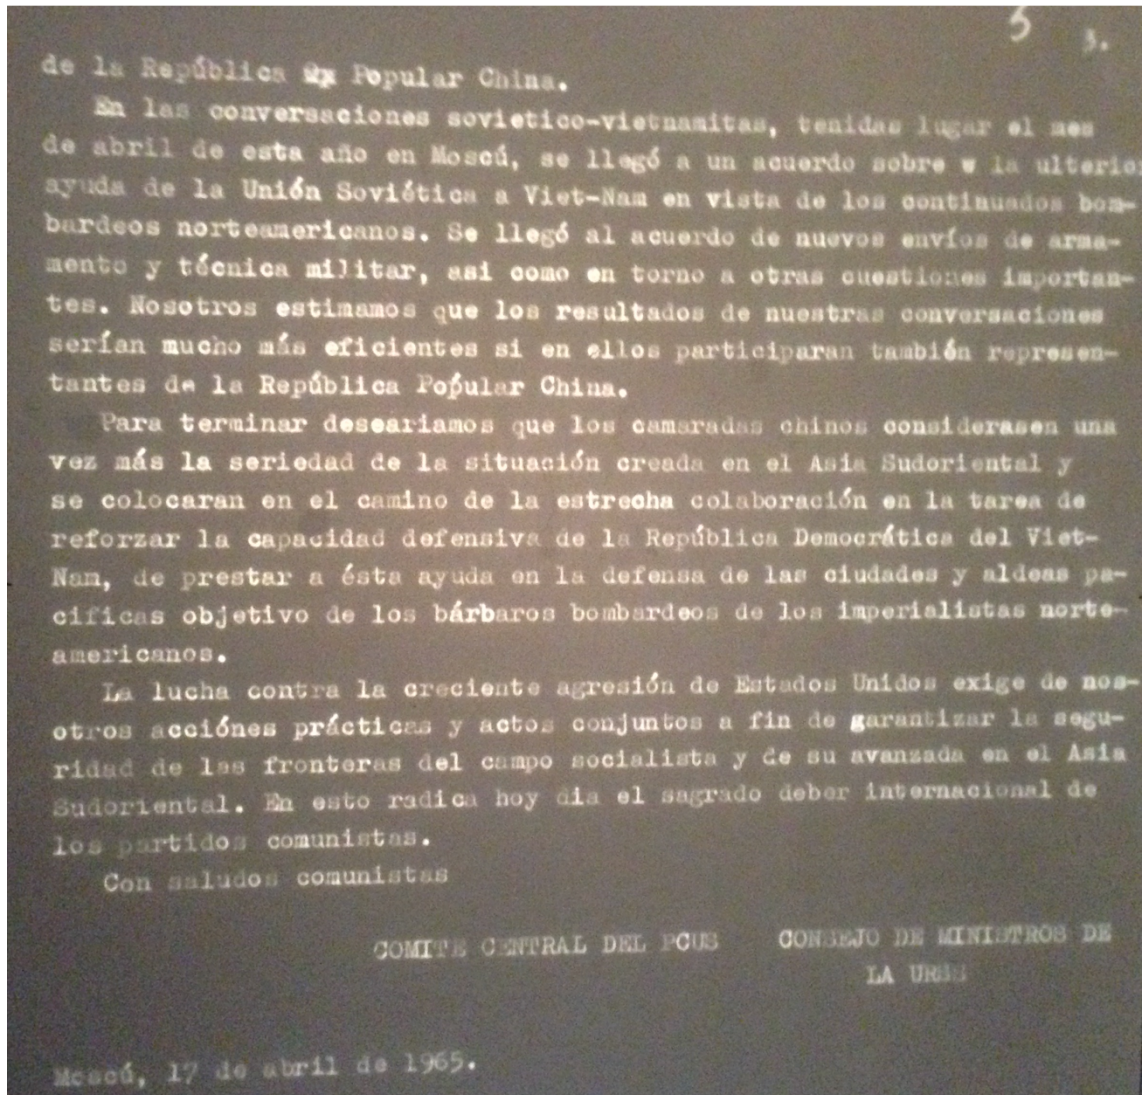 5 3.
de la República Popular China.
En las conversaciones sovietico-vietnamitas, tenidas lugar el mes
de abril de esta año en Moscú, se llegó a un acuerdo sobre la ulterio
ayuda de la Unión Soviética a Viet-Nam en vista de los continuados bom-
bardeos norteamericanos. Se llegó al acuerdo de nuevos envíos de arma-
mento y técnica militar, asi como en torno a otras cuestiones importan-
tes. Nosotros estimamos que los resultados de nuestras conversaciones
serían mucho más eficientes si en ellos participaran también represen-
tantes de la República Popular China.
Para terminar deseariamos que los camaradas chinos considerasen una
vez más la seriedad de la situación creada en el Asia Sudoriental y
se colocaran en el camino de la estrecha colaboración en la tarea de
reforzar la capacidad defensiva de la República Democrática del Viet-
Nam, de prestar a ésta ayuda en la defensa de las ciudades y aldeas pa-
cificas objetivo de los bárbaros bombardeos de los imperialistas norte-
americanos.
La lucha contra la creciente agresión de Estados Unidos exige de nos-
otros acciónes prácticas y actos conjuntos a fin de garantizar la segu-
ridad de las fronteras del campo socialista y de su avanzada en el Asia
Sudoriental. En esto radica hoy dia el sagrado deber internacional de
los partidos comunistas.
Con saludos comunistas
COMITE CENTRAL DEL PCUS CONSEJO DE MINISTROS DE
LA URSS
Moscú, 17 de abril de 1965.